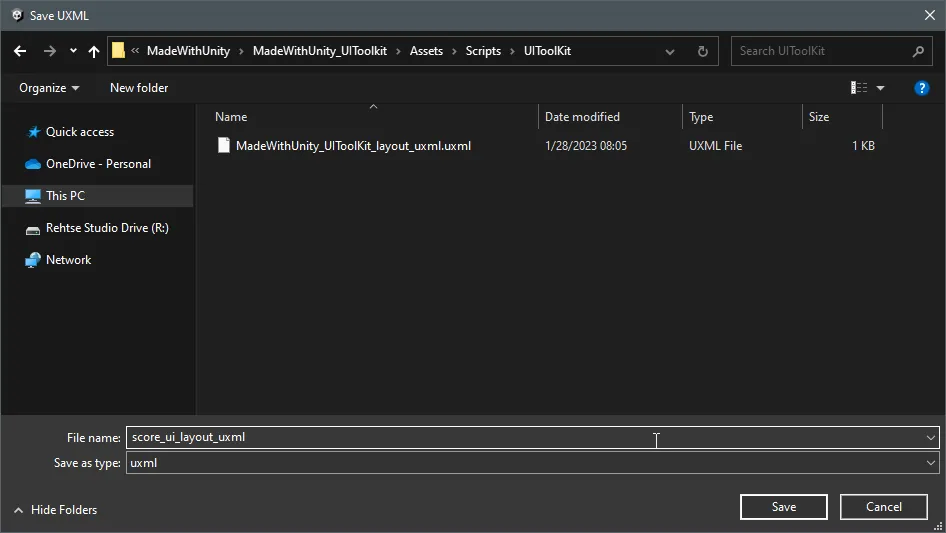 Save UXML
« MadeWithUnity › MadeWithUnity_UIToolkit › Assets › Scripts › UIToolKit
Search UIToolKit
Organize
New folder
?
Name Date modified Type Size
Quick access
MadeWithUnity_UIToolKit_layout_uxml.uxml 1/28/2023 08:05 UXML File 1 KB
OneDrive - Personal
This PC
Rehtse Studio Drive (R:)
Network
File name: score_ui_layout_uxml
Save as type: uxml
Hide Folders
Save
Cancel